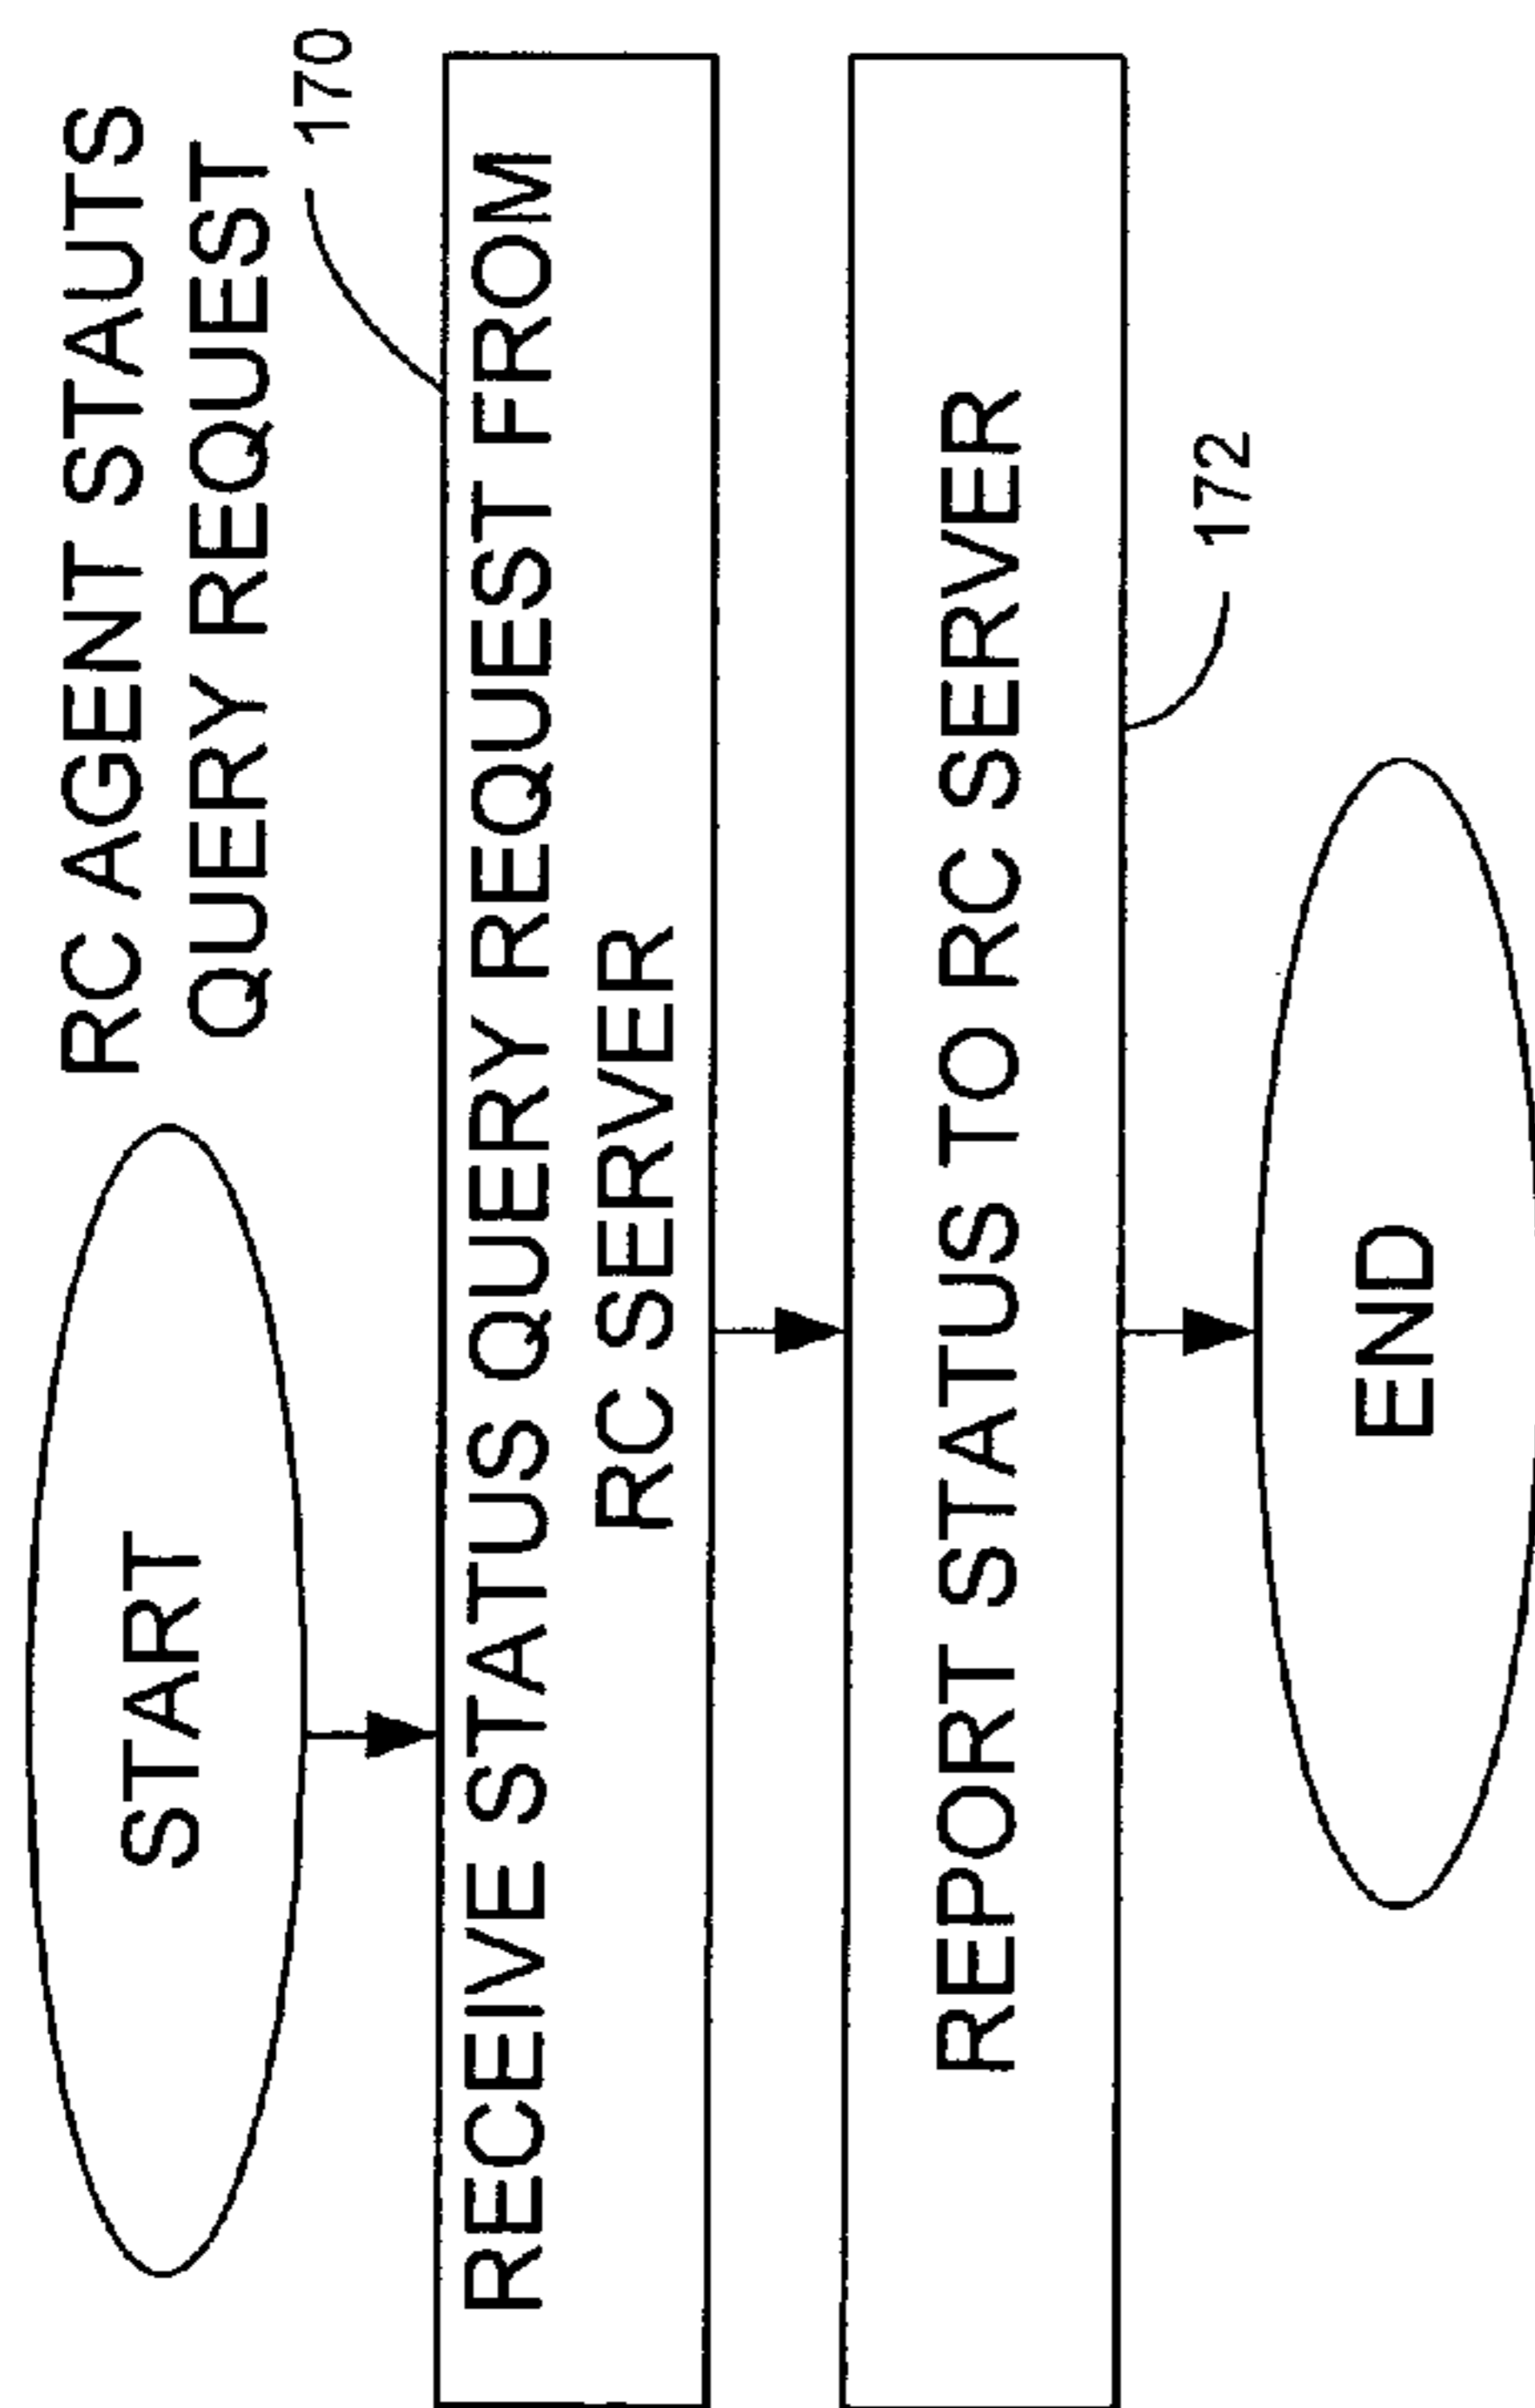 RC AGENT STAUTS
QUERY REQUEST
START
170
RECEIVE STATUS QUERY REQUEST FROM
RC SERVER
REPORT STATUS TO RC SERVER
172
END